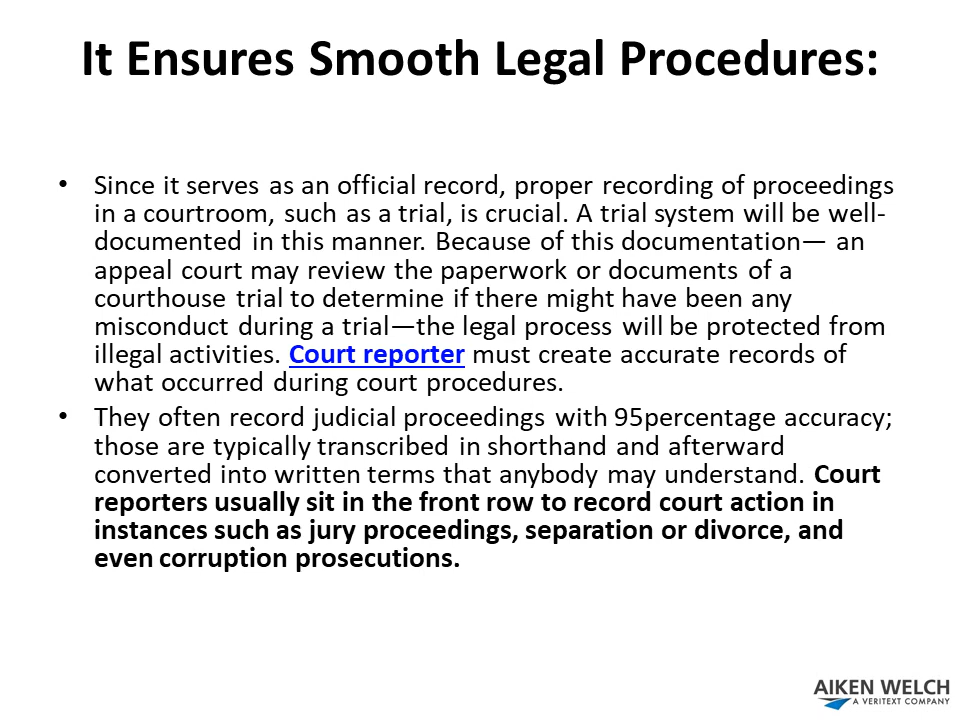 It Ensures Smooth Legal Procedures:
• Since it serves as an official record, proper recording of proceedings
in a courtroom, such as a trial, is crucial. A trial system will be well-
documented in this manner. Because of this documentation— an
appeal court may review the paperwork or documents of a
courthouse trial to determine if there might have been any
misconduct during a trial—the legal process will be protected from
illegal activities. Court reporter must create accurate records of
what occurred during court procedures.
• They often record judicial proceedings with 95percentage accuracy;
those are typically transcribed in shorthand and afterward
converted into written terms that anybody may understand. Court
reporters usually sit in the front row to record court action in
instances such as jury proceedings, separation or divorce, and
even corruption prosecutions.
AIKEN WELCH
A VERITEXT COMPANY